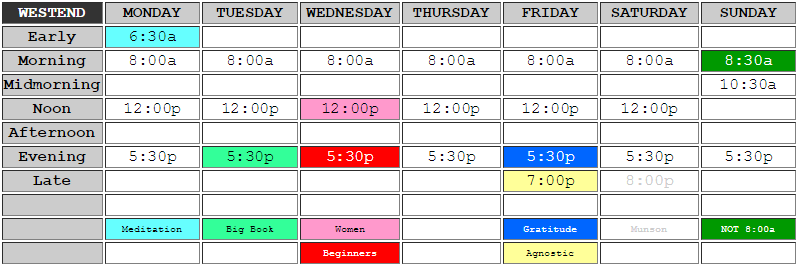 WESTEND MONDAY TUESDAY WEDNESDAY THURSDAY FRIDAY SATURDAY SUNDAY
Early 6:30a
Morning 8:00a 8:00a 8:00a 8:00a 8:00a 8:00a 8:30a
Midmorning 10:30a
Noon 12:00p 12:00p 12:00p 12:00p 12:00p 12:00p
Afternoon
Evening 5:30p 5:30p 5:30p 5:30p 5:30p 5:30p 5:30p
Late 7:00p 8:00p
Meditation Big Book Women Gratitude Munson NOT 8:00a
Beginners Agnostic